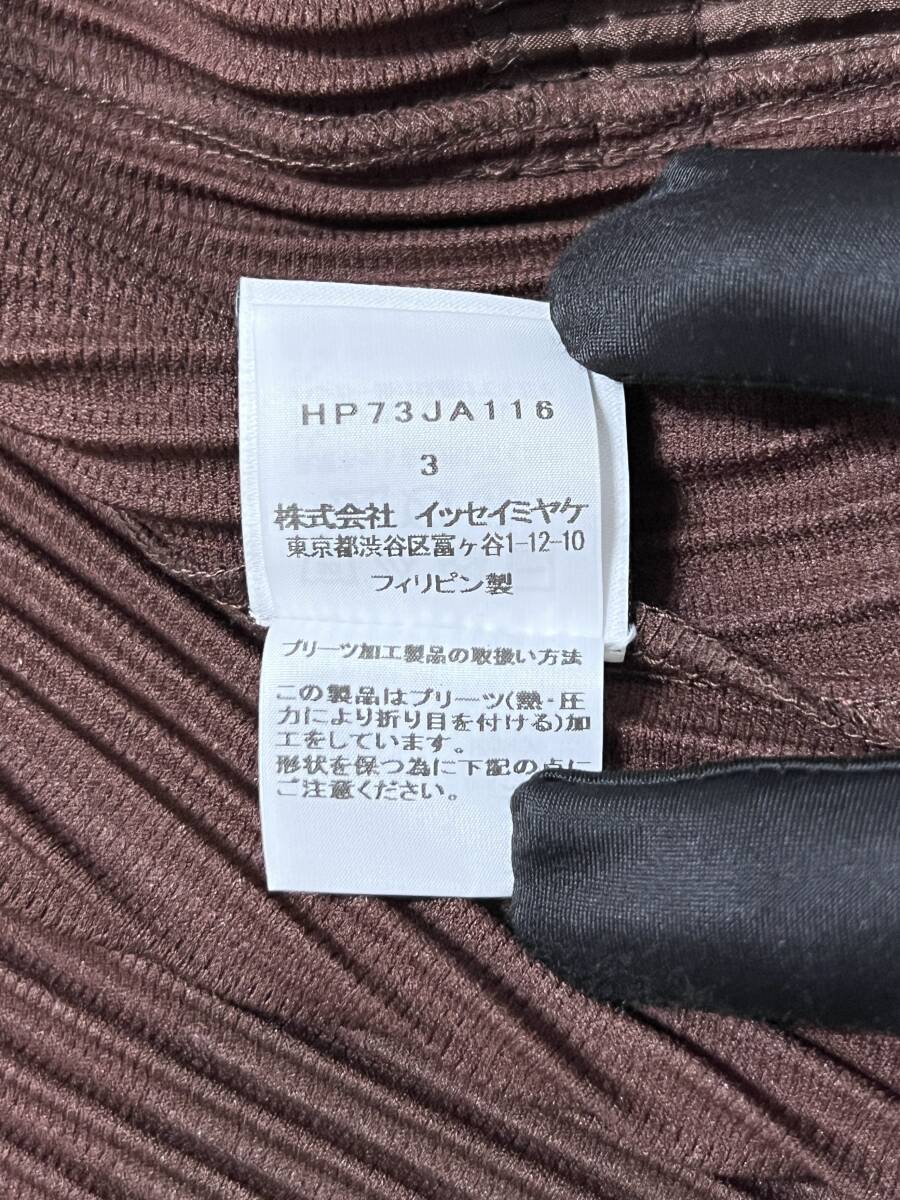 HP73JA116
3
株式会社 イッセイミヤケ
東京都渋谷区富ヶ谷1-12-10
フィリピン製
プリーツ加工製品の取扱い方法
この製品はプリーツ(熱・圧
力により折り目を付ける)加
工をしています。
形状を保つ為に下記の点に
ご注意ください。